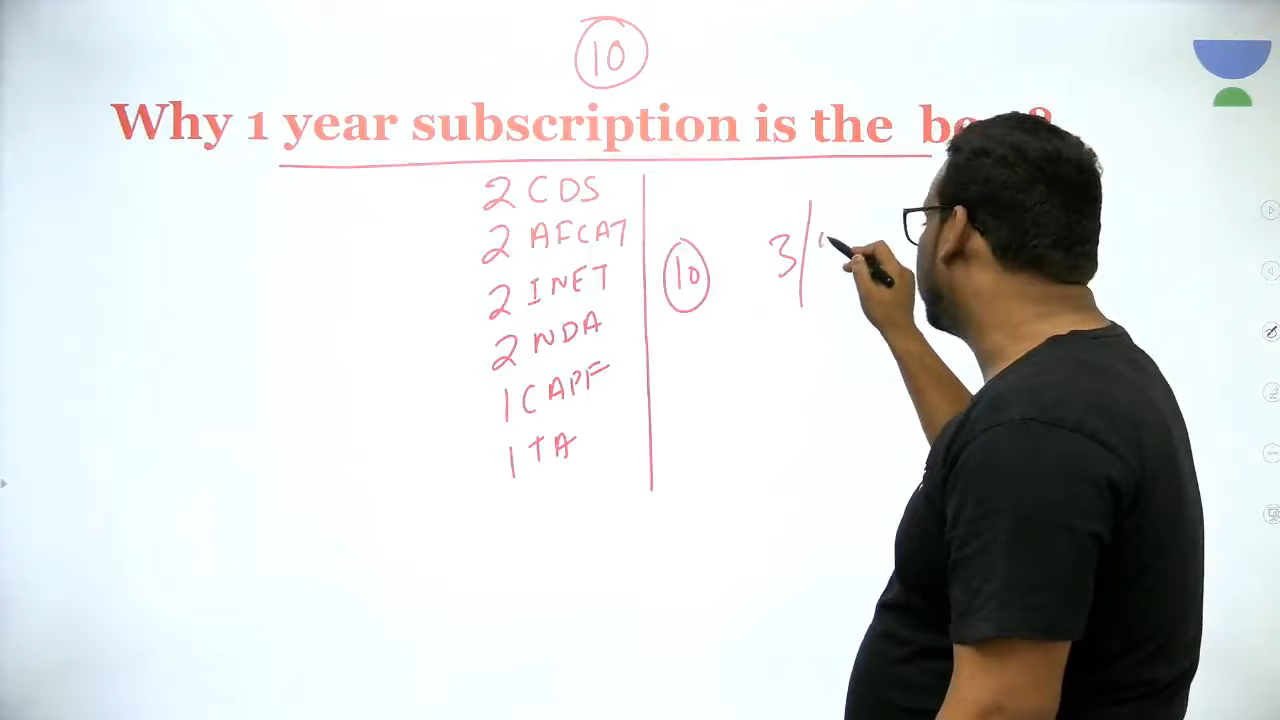 10
Why 1 year subscription is the
2 CDS
2 AFCAT
2 INET
2 NDA
1 CAPF
1 TA
10
3/